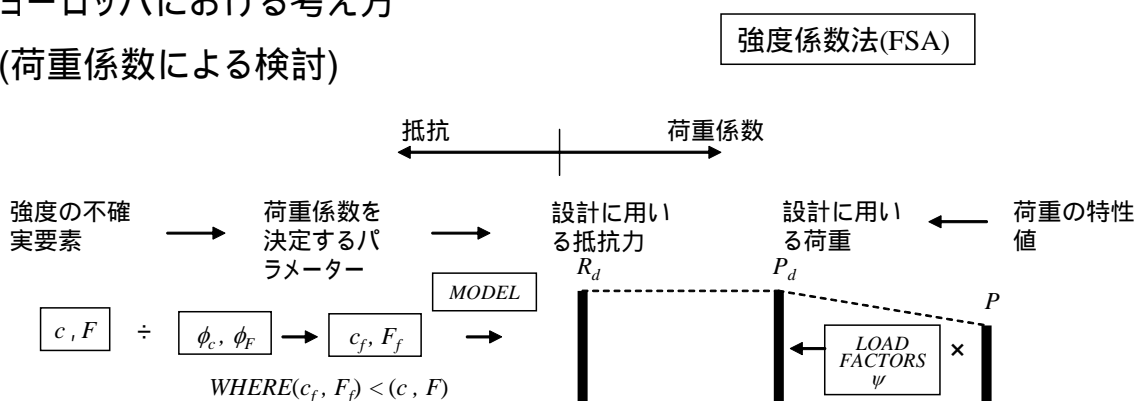 ヨーロッパにおける考え方
(荷重係数による検討)
強度係数法(FSA)
抵抗
荷重係数
強度の不確
実要素
荷重係数を
決定するパ
ラメーター
設計に用い
る抵抗力
設計に用い
る荷重
荷重の特性
値
R_d
P_d
P
MODEL
c , F ÷ ϕ_c, ϕ_F c_f, F_f
LOAD
FACTORS
ψ
×
WHERE(c_f, F_f) < (c , F)